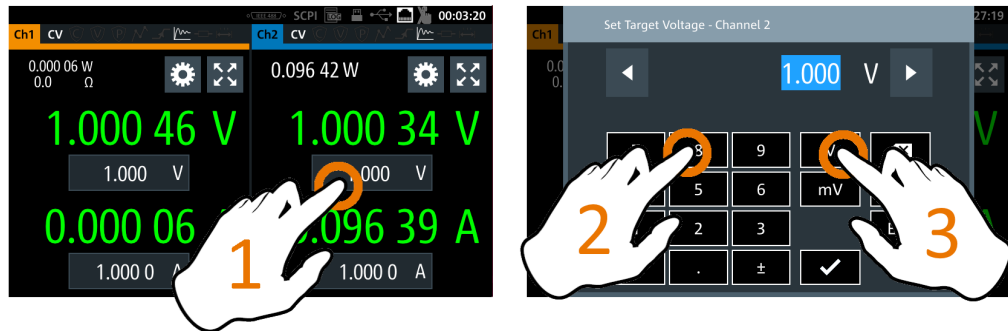 SCPI 00:03:20
Ch1 CV
Ch2 CV
0.000 06 W
0.0 Ω
0.096 42 W
1.000 46 V
1.000 34 V
1.000 V
1.000 V
0.000 06
0.096 39 A
1.000 0 A
1.000 0 A
1
Set Target Voltage - Channel 2
27:19
Ch1
1.000 V
8
9
V
5
6
mV
2
3
.
±
2
3